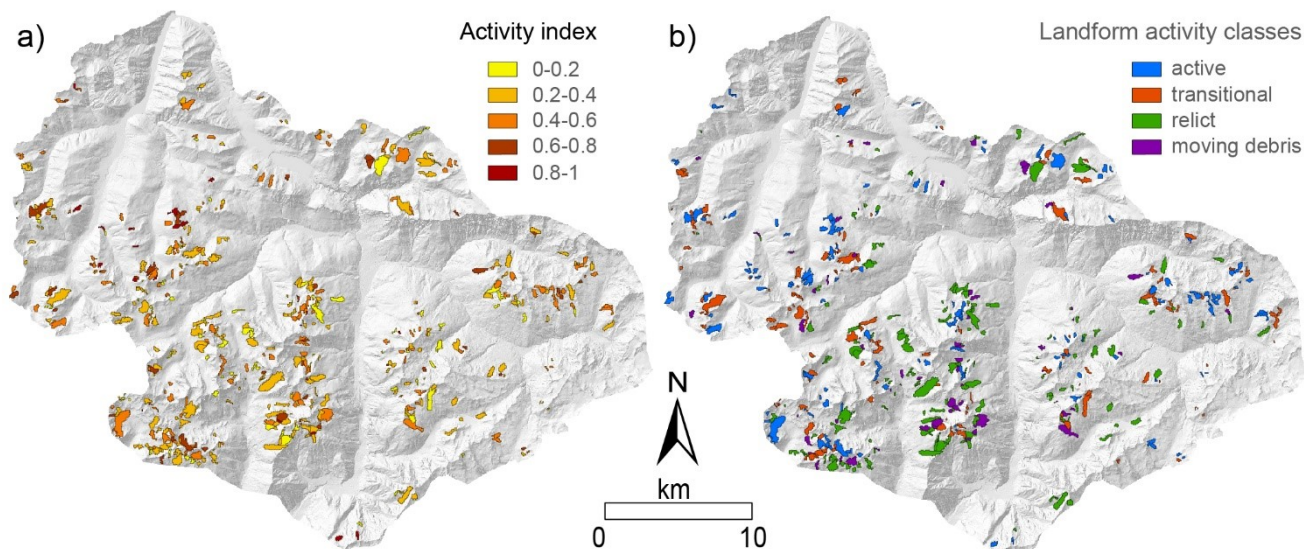 a)
Activity index
0-0.2
0.2-0.4
0.4-0.6
0.6-0.8
0.8-1
b)
Landform activity classes
active
transitional
relict
moving debris
N
km
0 10